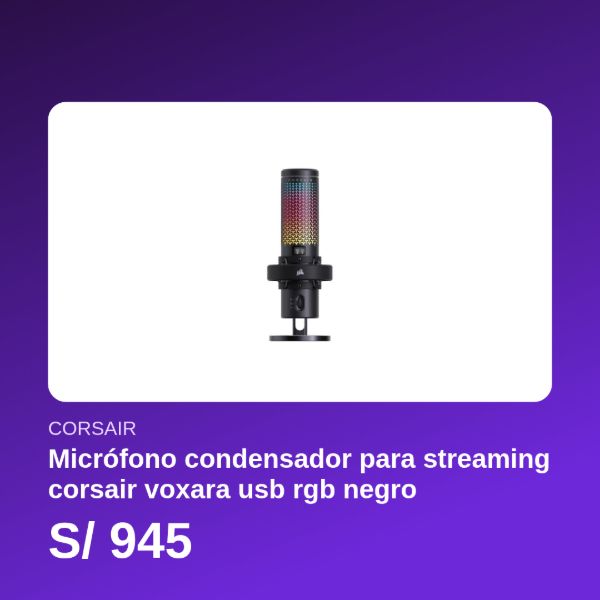 CORSAIR
Micrófono condensador para streaming
corsair voxara usb rgb negro
S/ 945